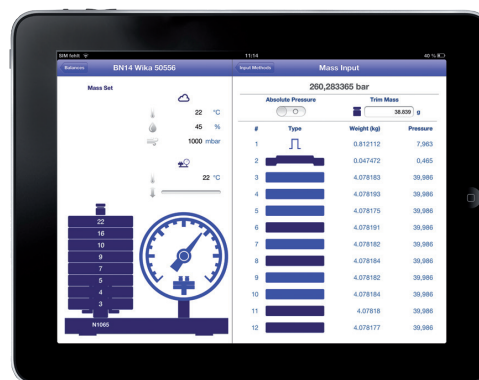 SIM fehlt
11:14
40 %
Balances
BN14 Wika 50556
Input Methods
Mass Input
Mass Set
22 °C
45 %
1000 mbar
22 °C
22
16
10
9
7
5
4
3
N1065
260,283365 bar
Absolute Pressure
Trim Mass
38.839 g
# Type Weight (kg) Pressure
1 0.812112 7,963
2 0.047472 0,465
3 4.078183 39,986
4 4.078193 39,986
5 4.078175 39,986
6 4.078191 39,986
7 4.078182 39,986
8 4.078184 39,986
9 4.078182 39,986
10 4.078184 39,986
11 4.07818 39,986
12 4.078177 39,986